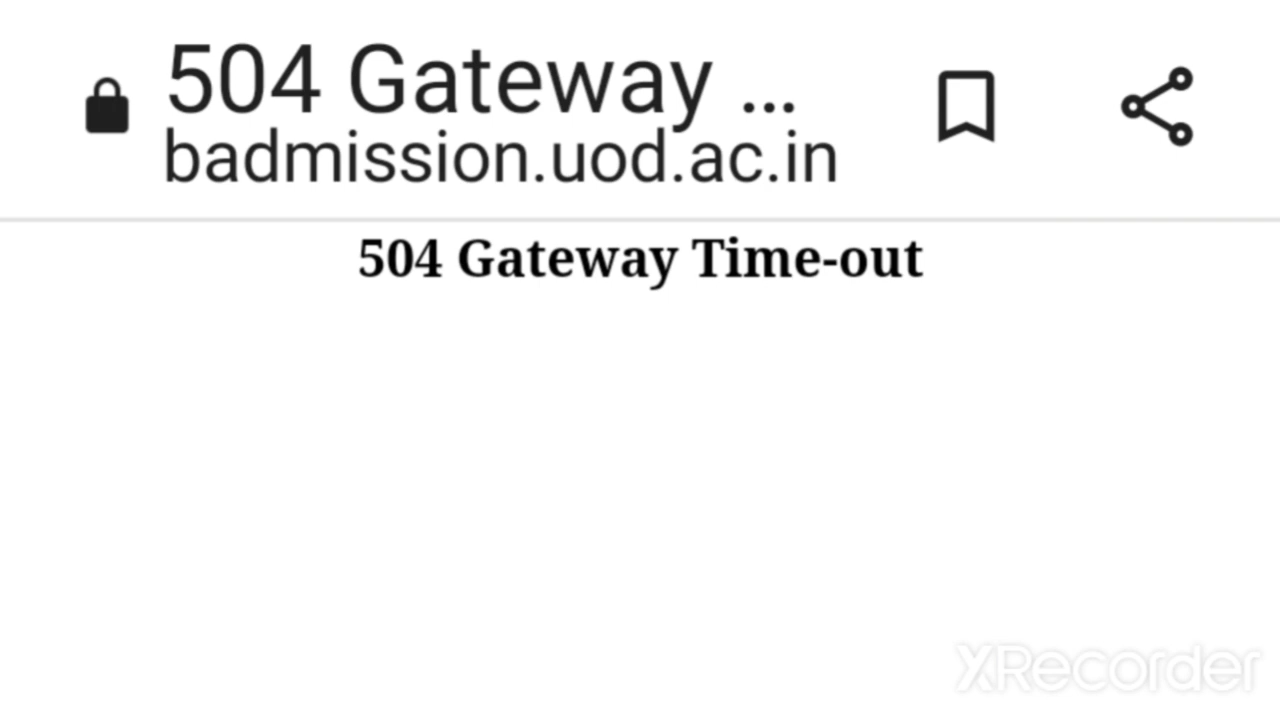 504 Gateway ...
badmission.uod.ac.in
504 Gateway Time-out
XRecorder